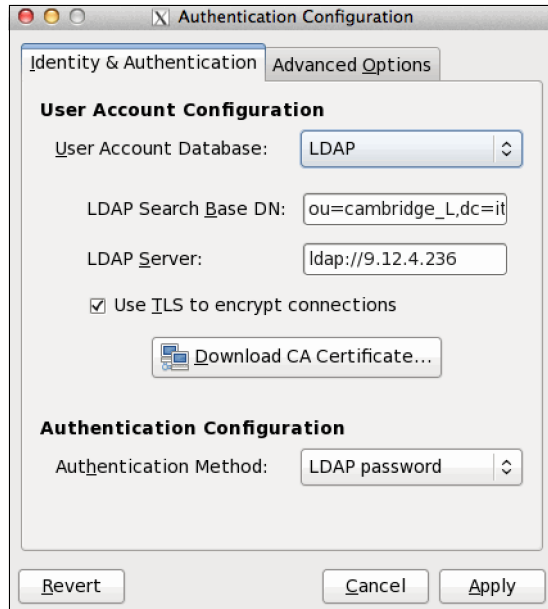 Authentication Configuration
Identity & Authentication
Advanced Options
User Account Configuration
User Account Database: LDAP
LDAP Search Base DN: ou=cambridge_L,dc=it
LDAP Server: ldap://9.12.4.236
Use TLS to encrypt connections
Download CA Certificate...
Authentication Configuration
Authentication Method: LDAP password
Revert Cancel Apply